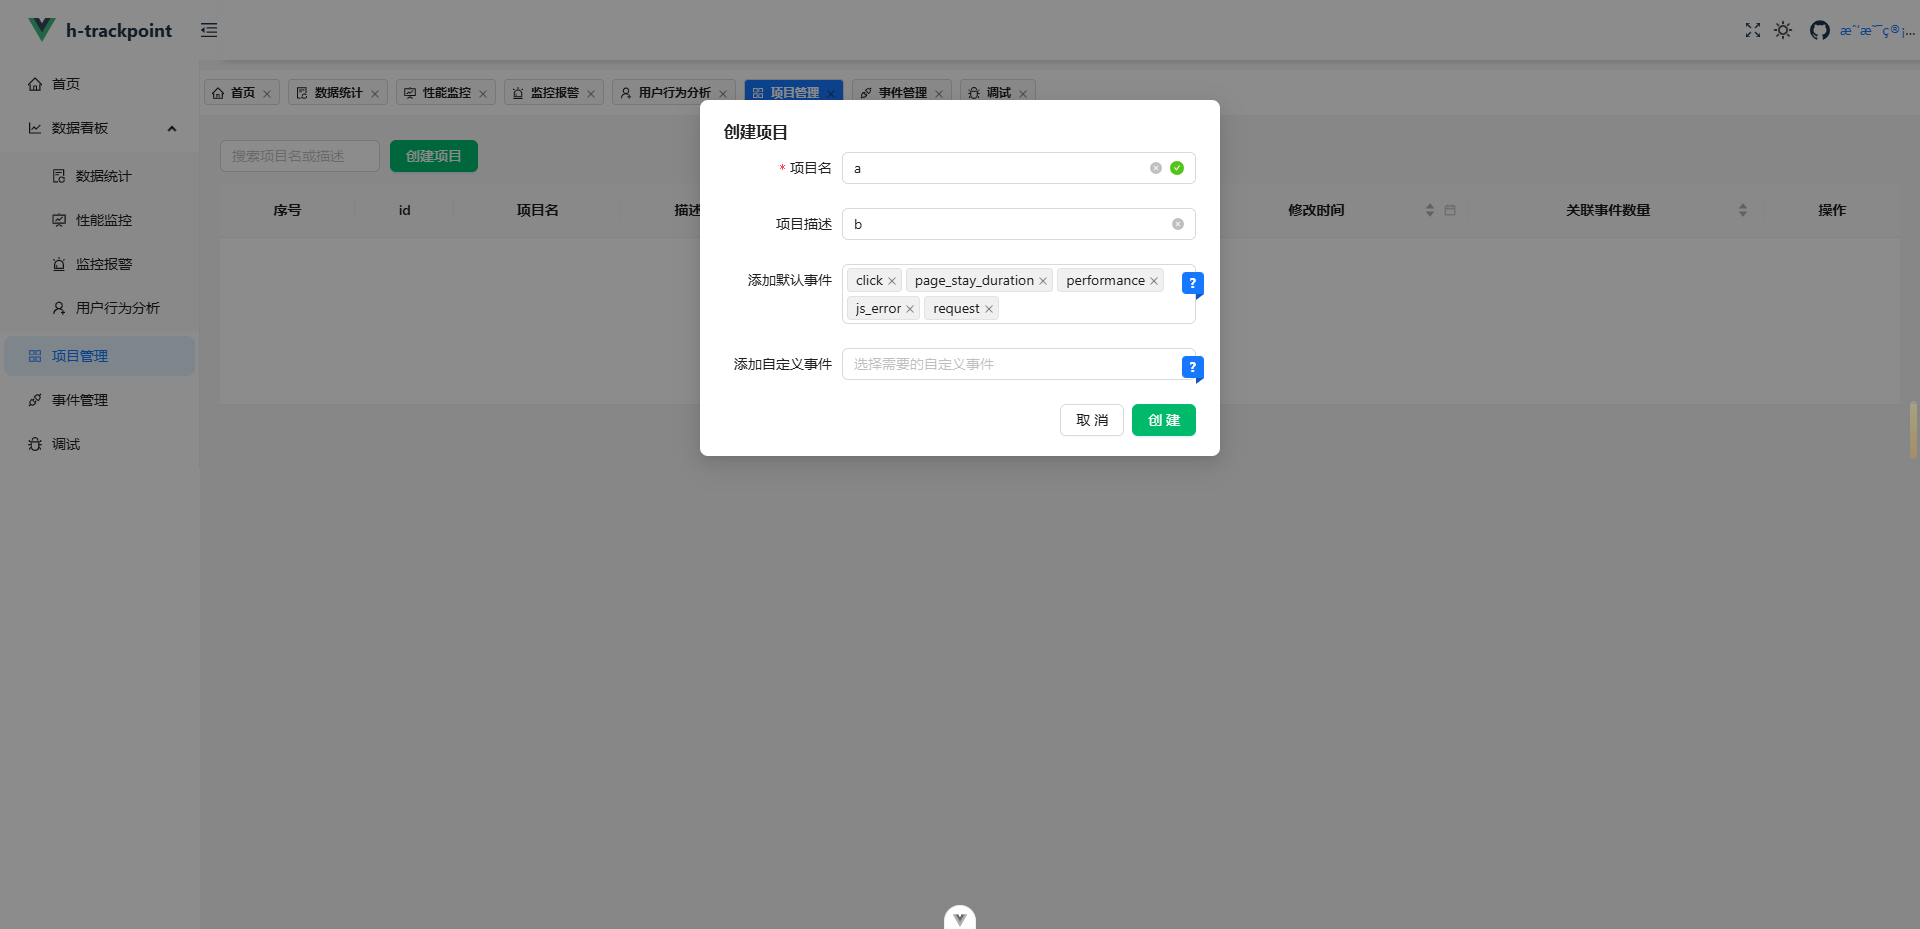 h-trackpoint
首页
数据看板
数据统计
性能监控
监控报警
用户行为分析
项目管理
事件管理
调试
首页 数据统计 性能监控 监控报警 用户行为分析 项目管理 事件管理 调试
搜索项目名或描述 创建项目
序号 id 项目名 描述 修改时间 关联事件数量 操作
创建项目
* 项目名 a
项目描述 b
添加默认事件 click page_stay_duration performance
js_error request
?
添加自定义事件 选择需要的自定义事件
?
取 消 创 建